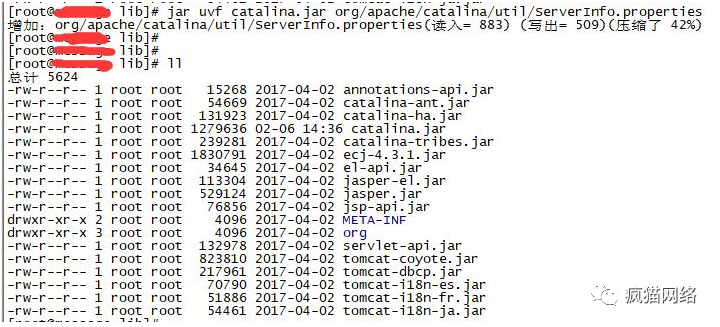 [root@ lib]# jar uvf catalina.jar org/apache/catalina/util/ServerInfo.properties
增加: org/apache/catalina/util/ServerInfo.properties(读入= 883) (写出= 509)(压缩了 42%)
[root@ lib]#
[root@ lib]#
[root@ lib]# ll
总计 5624
-rw-r--r-- 1 root root 15268 2017-04-02 annotations-api.jar
-rw-r--r-- 1 root root 54669 2017-04-02 catalina-ant.jar
-rw-r--r-- 1 root root 131923 2017-04-02 catalina-ha.jar
-rw-r--r-- 1 root root 1279636 02-06 14:36 catalina.jar
-rw-r--r-- 1 root root 239281 2017-04-02 catalina-tribes.jar
-rw-r--r-- 1 root root 1830791 2017-04-02 ecj-4.3.1.jar
-rw-r--r-- 1 root root 34645 2017-04-02 el-api.jar
-rw-r--r-- 1 root root 113304 2017-04-02 jasper-el.jar
-rw-r--r-- 1 root root 529124 2017-04-02 jasper.jar
-rw-r--r-- 1 root root 76856 2017-04-02 jsp-api.jar
drwxr-xr-x 2 root root 4096 2017-04-02 META-INF
drwxr-xr-x 3 root root 4096 2017-04-02 org
-rw-r--r-- 1 root root 132978 2017-04-02 servlet-api.jar
-rw-r--r-- 1 root root 823810 2017-04-02 tomcat-coyote.jar
-rw-r--r-- 1 root root 217961 2017-04-02 tomcat-dbcp.jar
-rw-r--r-- 1 root root 70790 2017-04-02 tomcat-i18n-es.jar
-rw-r--r-- 1 root root 51886 2017-04-02 tomcat-i18n-fr.jar
-rw-r--r-- 1 root root 54461 2017-04-02 tomcat-i18n-ja.jar
疯猫网络